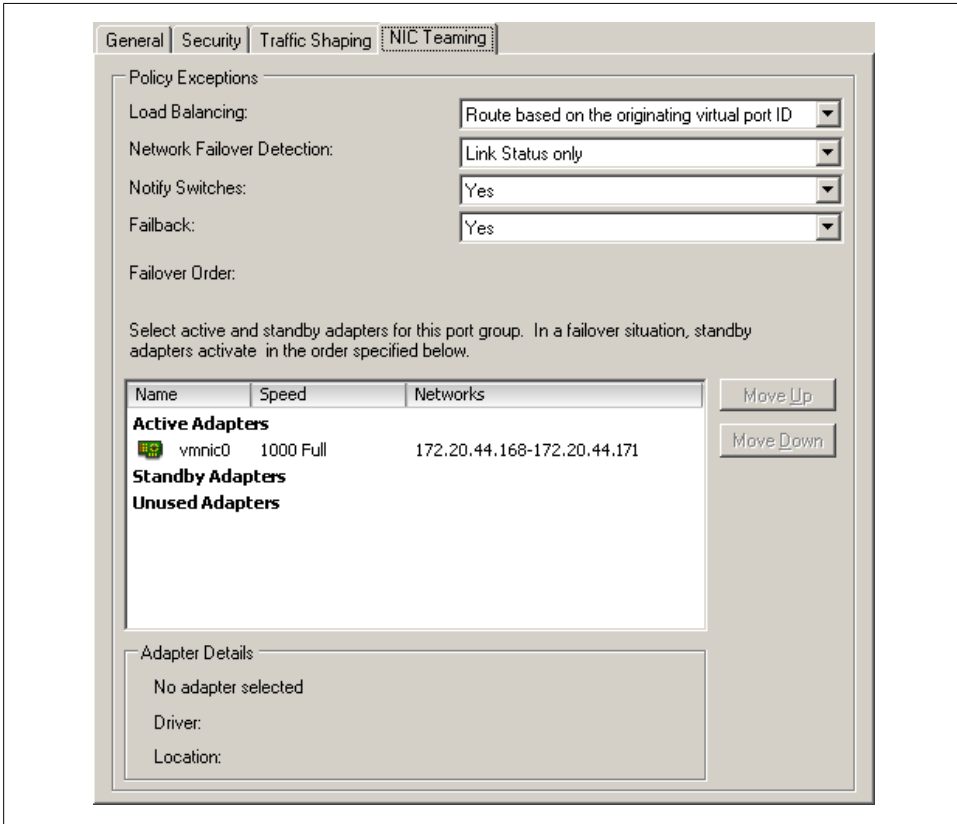 General Security Traffic Shaping NIC Teaming
Policy Exceptions
Load Balancing: Route based on the originating virtual port ID
Network Failover Detection: Link Status only
Notify Switches: Yes
Failback: Yes
Failover Order:
Select active and standby adapters for this port group. In a failover situation, standby
adapters activate in the order specified below.
Name Speed Networks Move Up
Active Adapters
vmnic0 1000 Full 172.20.44.168-172.20.44.171 Move Down
Standby Adapters
Unused Adapters
Adapter Details
No adapter selected
Driver:
Location: